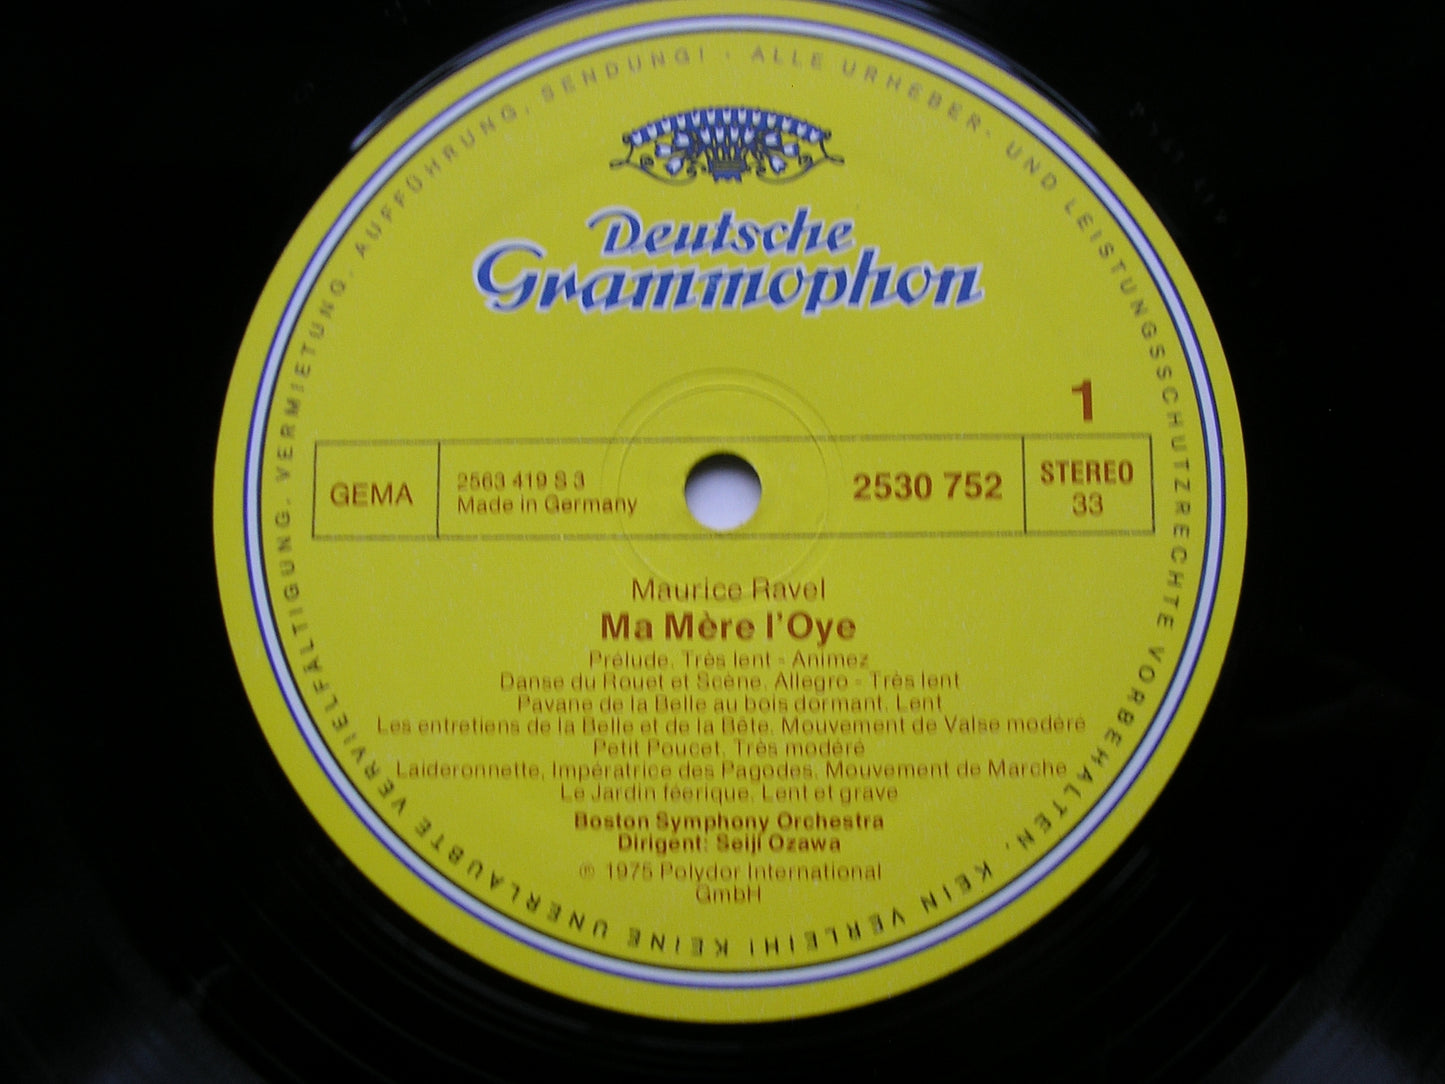 ALLE URHEBER- UND LEISTUNGSSCHUTZRECHTE VORBEHALTEN. KEIN VERLEIH! KEINE UNERLAUBTE VERVIELFÄLTIGUNG, VERMIETUNG, AUFFÜHRUNG, SENDUNG! ·
Deutsche
Grammophon
1
GEMA
2563 419 S 3
Made in Germany
2530 752
STEREO
33
Maurice Ravel
Ma Mère l'Oye
Prélude. Très lent - Animez
Danse du Rouet et Scène. Allegro - Très lent
Pavane de la Belle au bois dormant. Lent
Les entretiens de la Belle et de la Bête. Mouvement de Valse modéré
Petit Poucet. Très modéré
Laideronnette, Impératrice des Pagodes. Mouvement de Marche
Le Jardin féerique. Lent et grave
Boston Symphony Orchestra
Dirigent: Seiji Ozawa
℗ 1975 Polydor International
GmbH